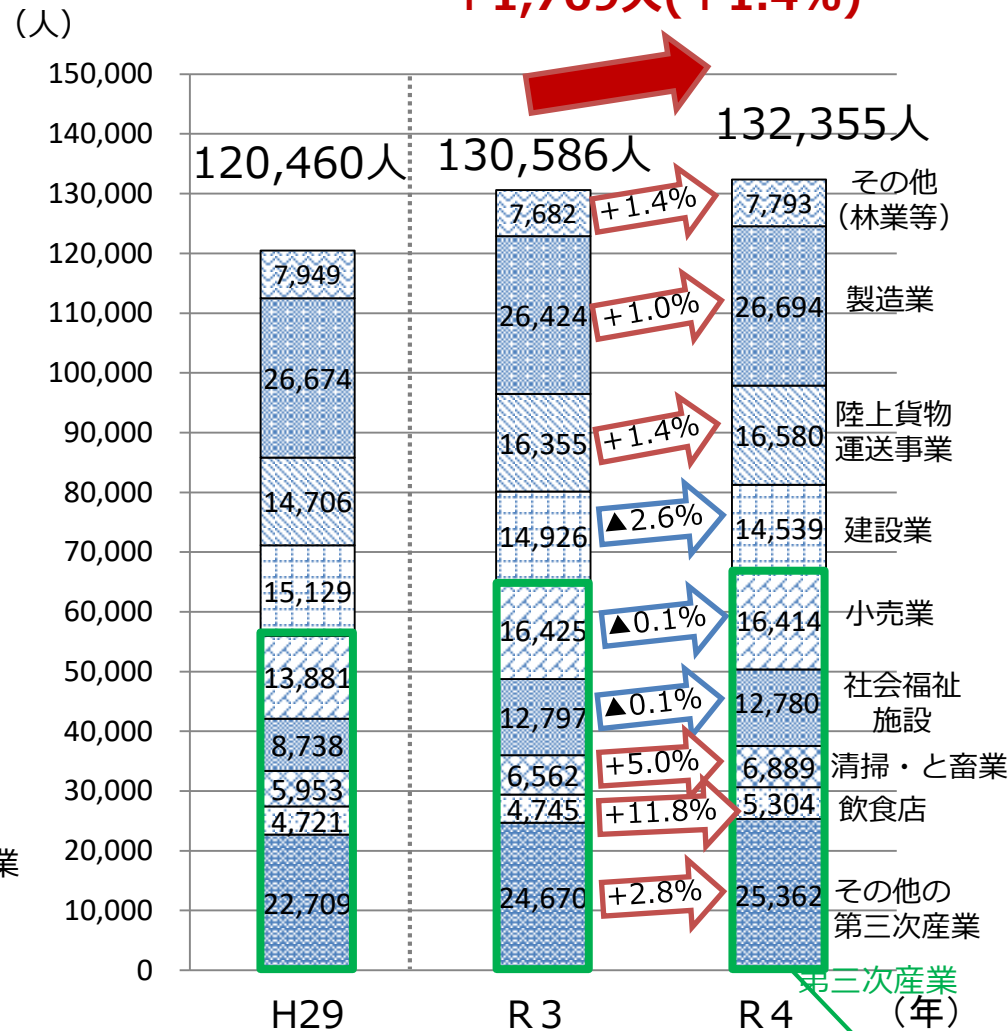 +1,769人(+1.4%)
（人）
150,000
140,000
130,000
120,000
110,000
100,000
90,000
80,000
70,000
60,000
50,000
40,000
30,000
20,000
10,000
0
120,460人
130,586人
132,355人
7,949
26,674
14,706
15,129
13,881
8,738
5,953
4,721
22,709
7,682
26,424
16,355
14,926
16,425
12,797
6,562
4,745
24,670
+1.4%
+1.0%
+1.4%
▲2.6%
▲0.1%
▲0.1%
+5.0%
+11.8%
+2.8%
7,793
26,694
16,580
14,539
16,414
12,780
6,889
5,304
25,362
その他
（林業等）
製造業
陸上貨物
運送事業
建設業
小売業
社会福祉
施設
清掃・と畜業
飲食店
その他の
第三次産業
業
第三次産業
H29
R３
R４
（年）